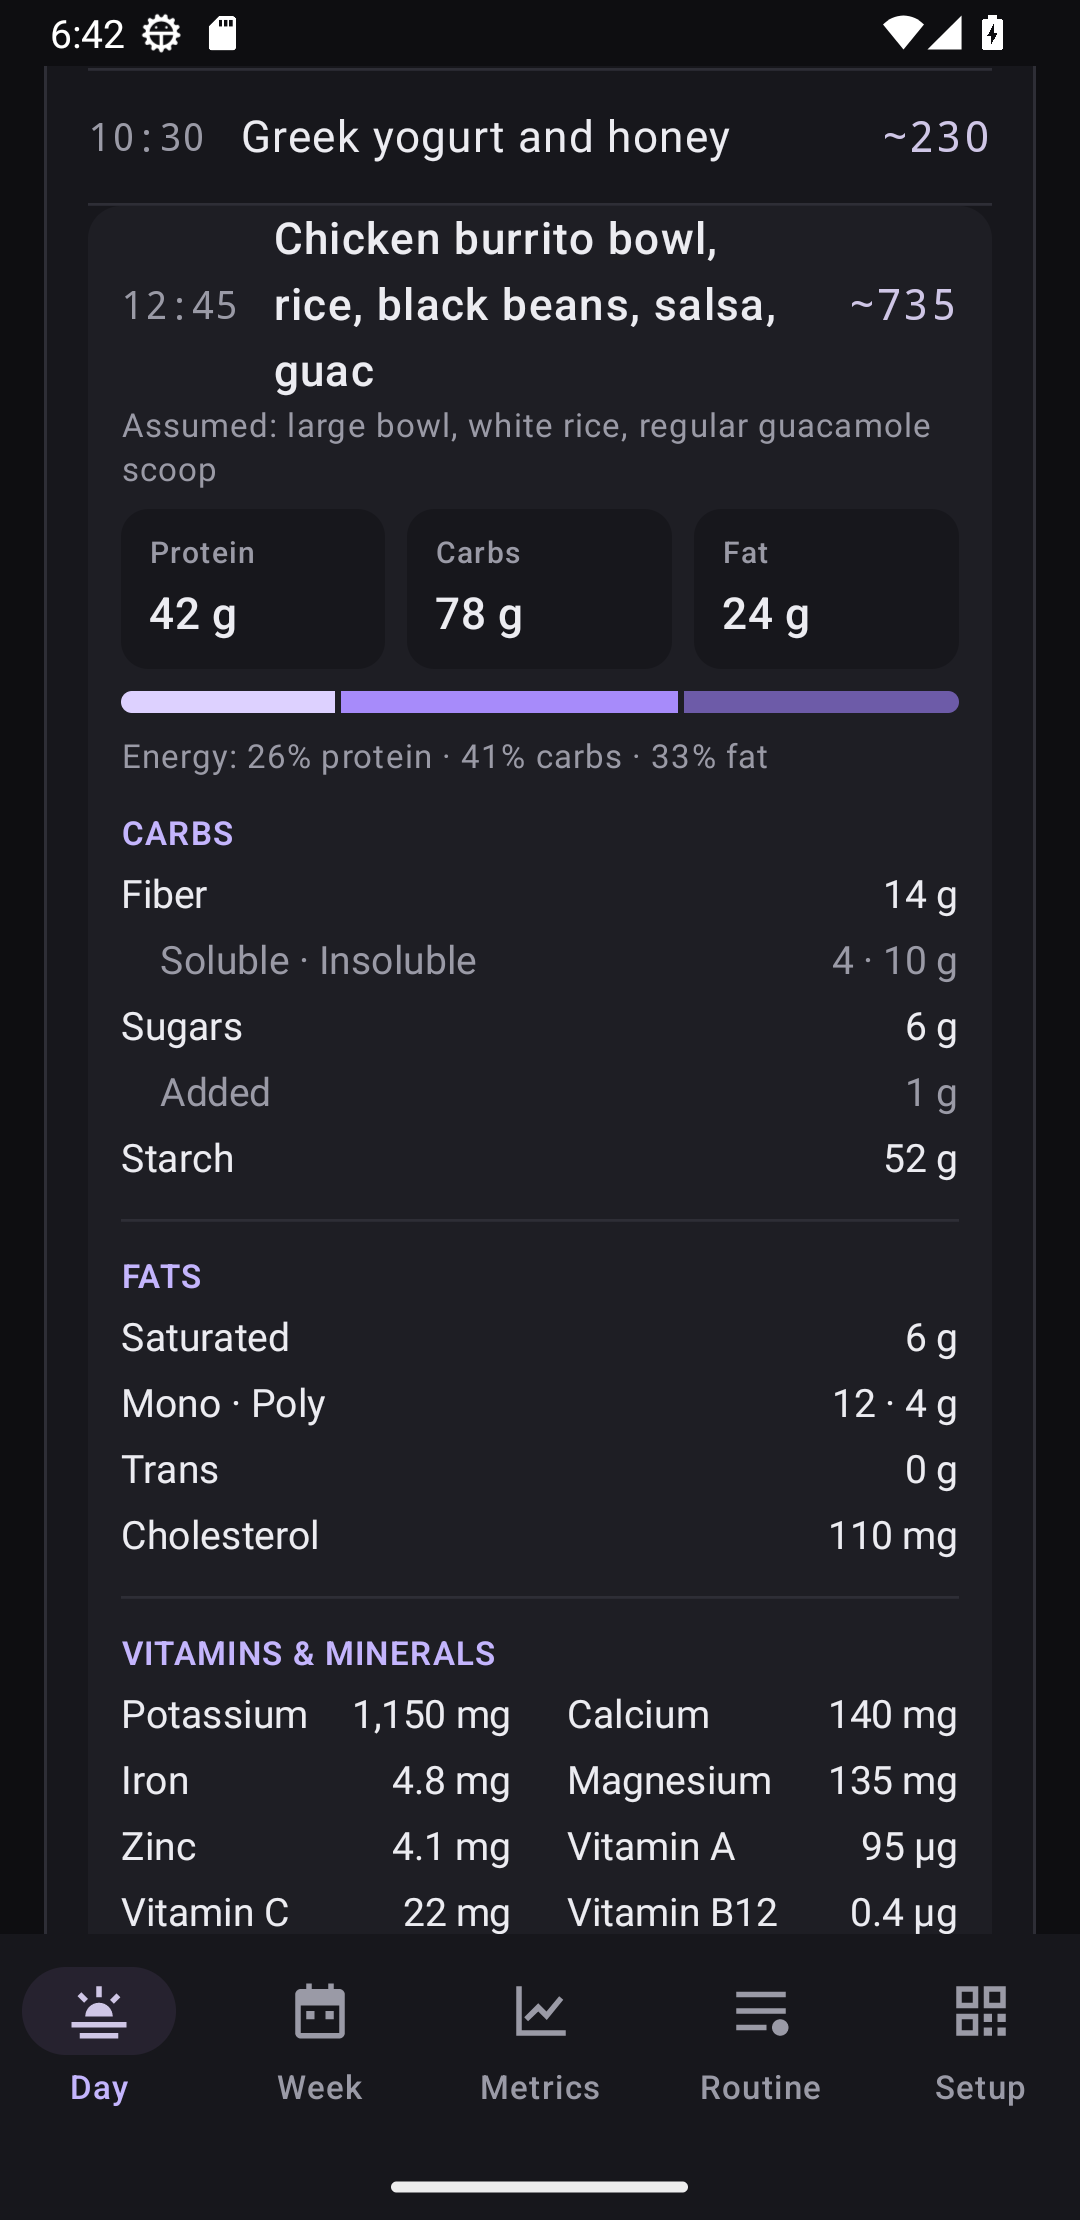 6:42
10:30 Greek yogurt and honey ~230
Chicken burrito bowl,
12:45 rice, black beans, salsa, ~735
guac
Assumed: large bowl, white rice, regular guacamole
scoop
Protein Carbs Fat
42 g 78 g 24 g
Energy: 26% protein · 41% carbs · 33% fat
CARBS
Fiber 14 g
Soluble · Insoluble 4 · 10 g
Sugars 6 g
Added 1 g
Starch 52 g
FATS
Saturated 6 g
Mono · Poly 12 · 4 g
Trans 0 g
Cholesterol 110 mg
VITAMINS & MINERALS
Potassium 1,150 mg Calcium 140 mg
Iron 4.8 mg Magnesium 135 mg
Zinc 4.1 mg Vitamin A 95 µg
Vitamin C 22 mg Vitamin B12 0.4 µg
Day Week Metrics Routine Setup